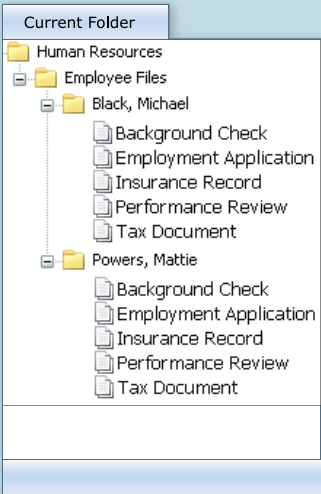 Current Folder
Human Resources
Employee Files
Black, Michael
Background Check
Employment Application
Insurance Record
Performance Review
Tax Document
Powers, Mattie
Background Check
Employment Application
Insurance Record
Performance Review
Tax Document